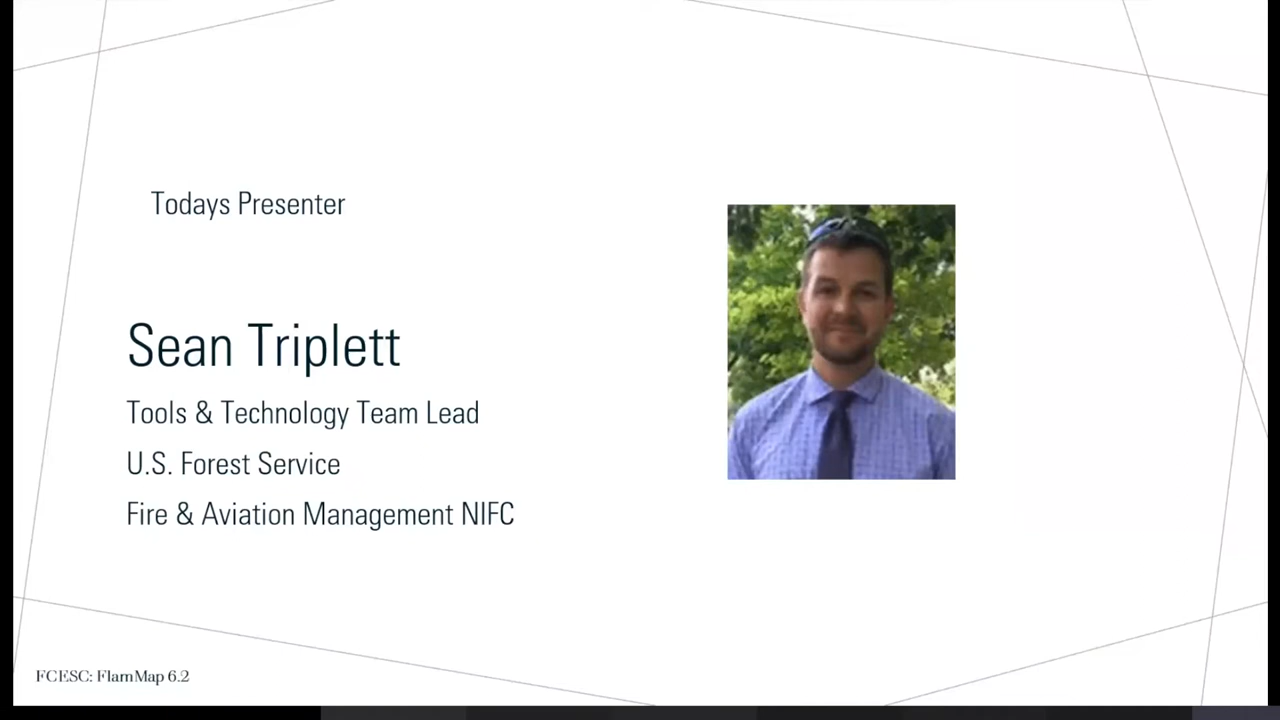 Todays Presenter
Sean Triplett
Tools & Technology Team Lead
U.S. Forest Service
Fire & Aviation Management NIFC
FCESC: FlamMap 6.2